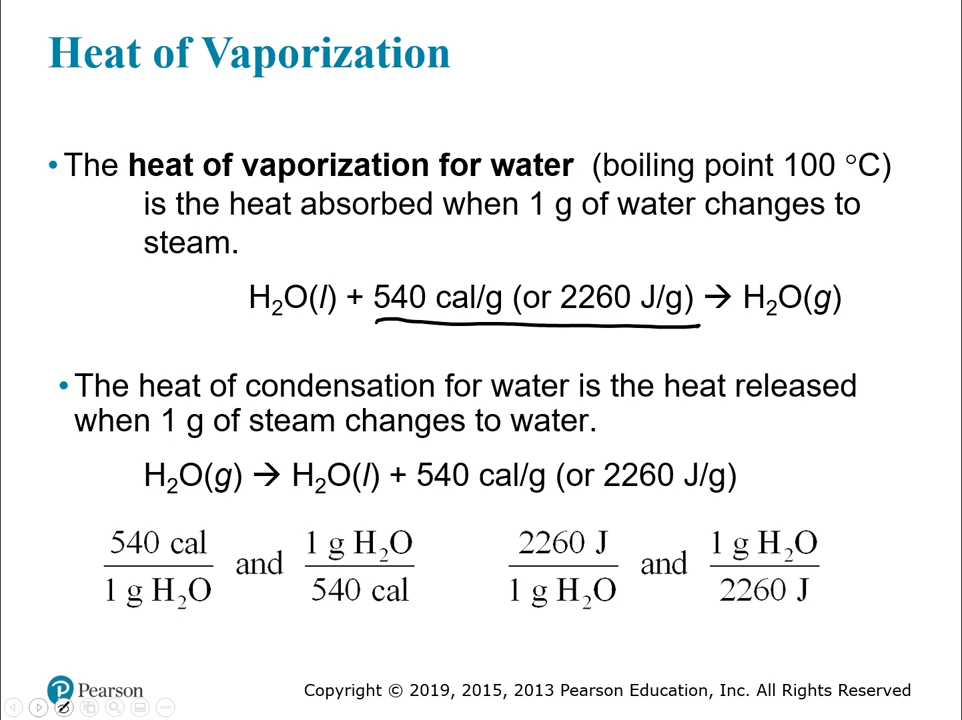 Heat of Vaporization
• The heat of vaporization for water (boiling point 100 °C)
is the heat absorbed when 1 g of water changes to
steam.
H₂O(l) + 540 cal/g (or 2260 J/g) → H₂O(g)
• The heat of condensation for water is the heat released
when 1 g of steam changes to water.
H₂O(g) → H₂O(l) + 540 cal/g (or 2260 J/g)
540 cal / 1 g H₂O and 1 g H₂O / 540 cal 2260 J / 1 g H₂O and 1 g H₂O / 2260 J
Pearson
Copyright © 2019, 2015, 2013 Pearson Education, Inc. All Rights Reserved